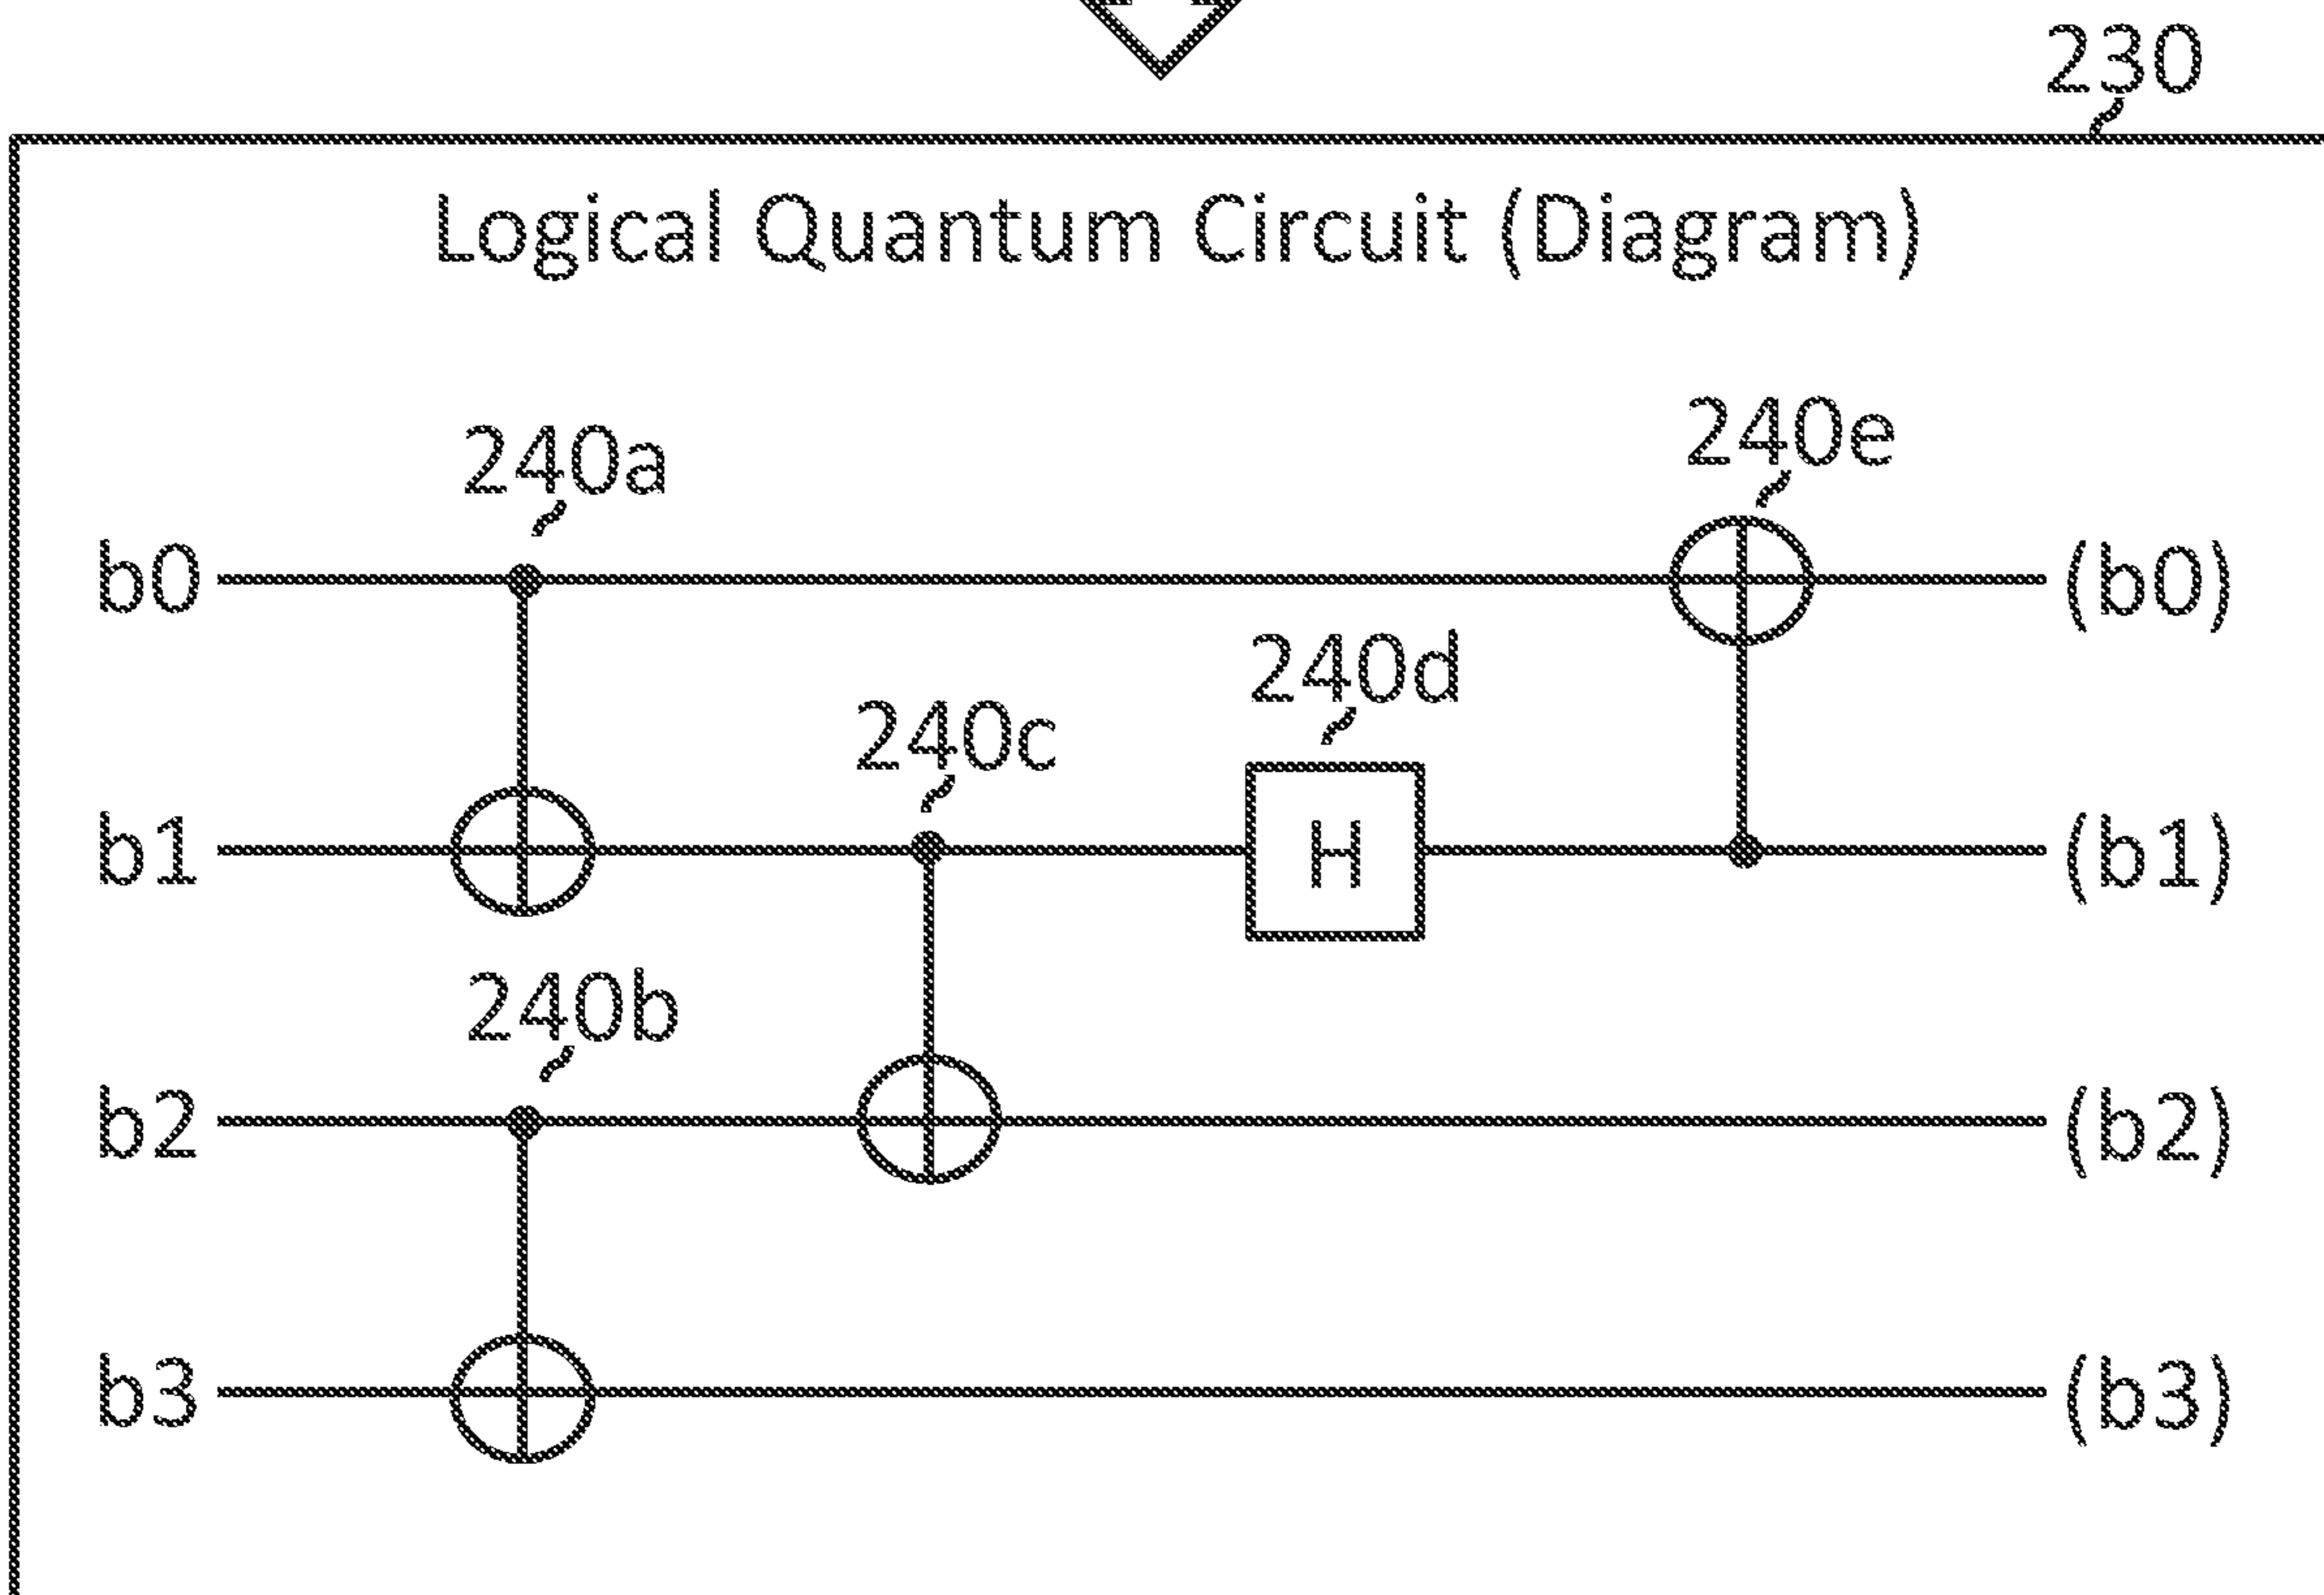 230
Logical Quantum Circuit (Diagram)
240a
240e
b0
(b0)
240d
240c
H
b1
(b1)
240b
b2
(b2)
b3
(b3)